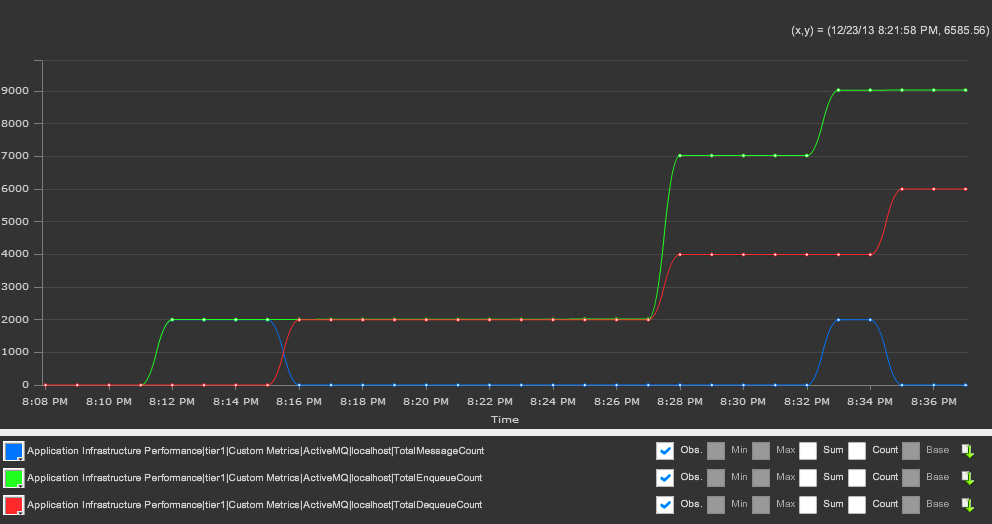 (x,y) = (12/23/13 8:21:58 PM, 6585.56)
9000
8000
7000
6000
5000
4000
3000
2000
1000
0
8:08 PM 8:10 PM 8:12 PM 8:14 PM 8:16 PM 8:18 PM 8:20 PM 8:22 PM 8:24 PM 8:26 PM 8:28 PM 8:30 PM 8:32 PM 8:34 PM 8:36 PM
Time
Application Infrastructure Performance|tier1|Custom Metrics|ActiveMQ|localhost|TotalMessageCount Obs. Min Max Sum Count Base
Application Infrastructure Performance|tier1|Custom Metrics|ActiveMQ|localhost|TotalEnqueueCount Obs. Min Max Sum Count Base
Application Infrastructure Performance|tier1|Custom Metrics|ActiveMQ|localhost|TotalDequeueCount Obs. Min Max Sum Count Base